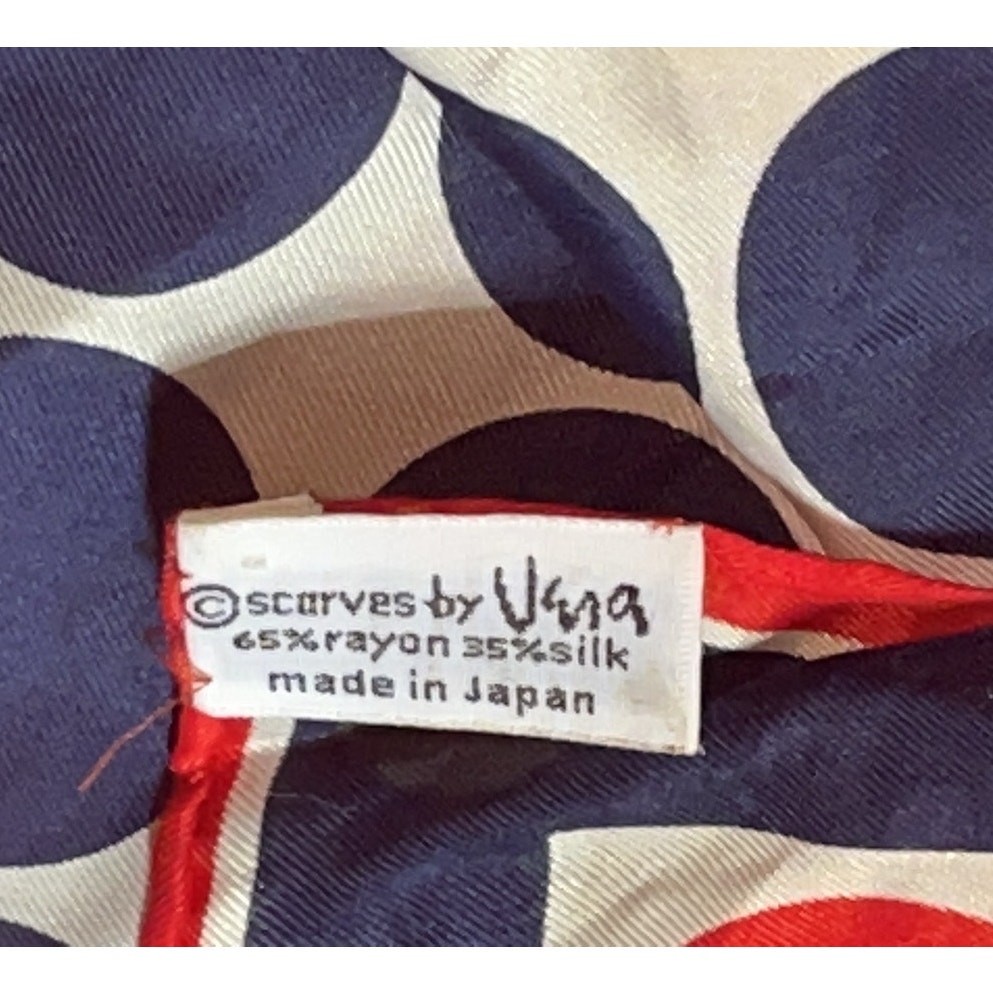 © scarves by Vera
65% rayon 35% silk
made in Japan